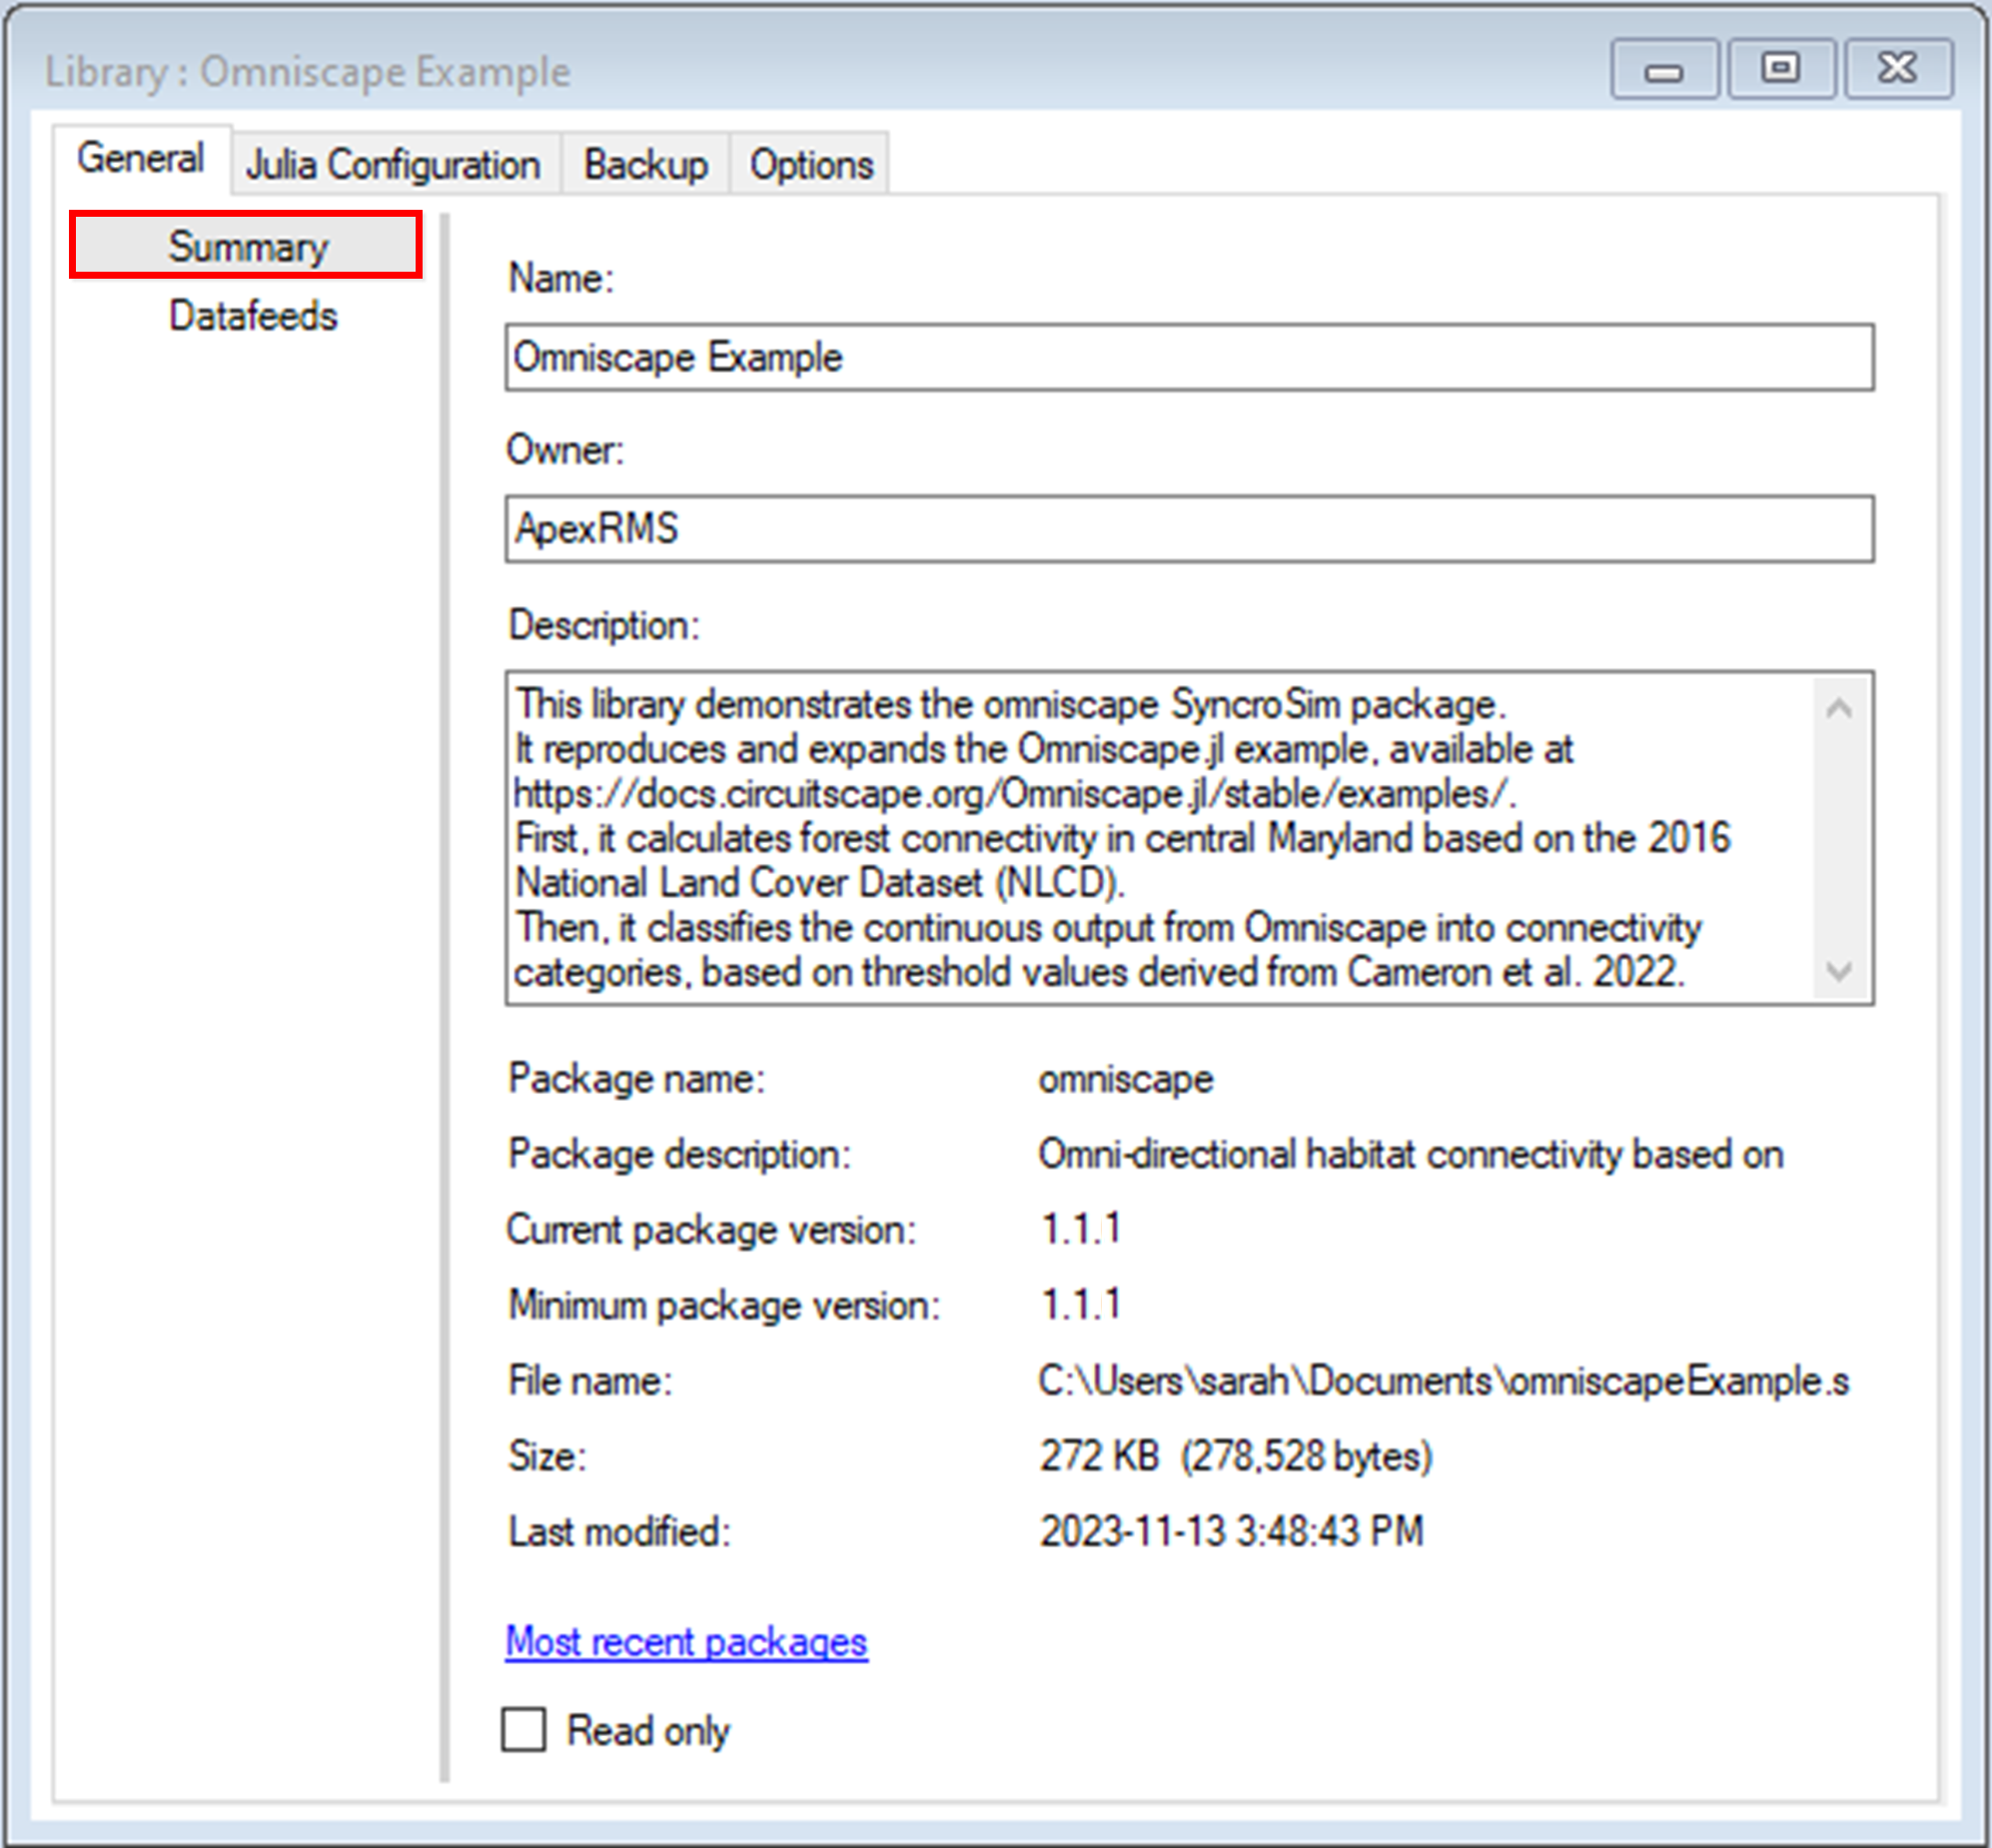 Library : Omniscape Example
General
Julia Configuration
Backup
Options
Summary
Datafeeds
Name:
Omniscape Example
Owner:
ApexRMS
Description:
This library demonstrates the omniscape SyncroSim package.
It reproduces and expands the Omniscape.jl example, available at
https://docs.circuitscape.org/Omniscape.jl/stable/examples/.
First, it calculates forest connectivity in central Maryland based on the 2016
National Land Cover Dataset (NLCD).
Then, it classifies the continuous output from Omniscape into connectivity
categories, based on threshold values derived from Cameron et al. 2022.
Package name: omniscape
Package description: Omni-directional habitat connectivity based on
Current package version: 1.1.1
Minimum package version: 1.1.1
File name: C:\Users\sarah\Documents\omniscapeExample.s
Size: 272 KB (278,528 bytes)
Last modified: 2023-11-13 3:48:43 PM
Most recent packages
Read only